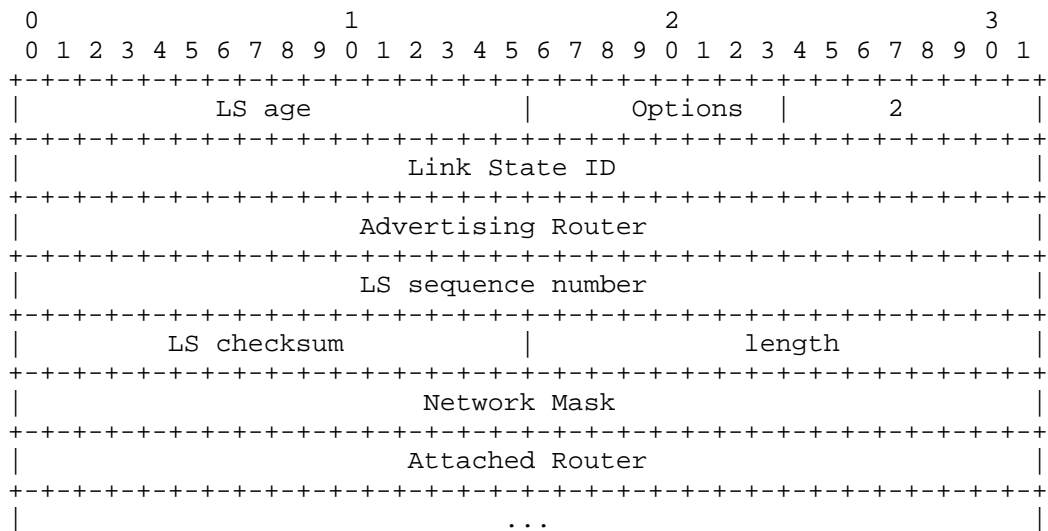 0                   1                   2                   3
0 1 2 3 4 5 6 7 8 9 0 1 2 3 4 5 6 7 8 9 0 1 2 3 4 5 6 7 8 9 0 1
+-+-+-+-+-+-+-+-+-+-+-+-+-+-+-+-+-+-+-+-+-+-+-+-+-+-+-+-+-+-+-+-+
|            LS age             |      Options  |      2        |
+-+-+-+-+-+-+-+-+-+-+-+-+-+-+-+-+-+-+-+-+-+-+-+-+-+-+-+-+-+-+-+-+
|                        Link State ID                          |
+-+-+-+-+-+-+-+-+-+-+-+-+-+-+-+-+-+-+-+-+-+-+-+-+-+-+-+-+-+-+-+-+
|                     Advertising Router                        |
+-+-+-+-+-+-+-+-+-+-+-+-+-+-+-+-+-+-+-+-+-+-+-+-+-+-+-+-+-+-+-+-+
|                     LS sequence number                        |
+-+-+-+-+-+-+-+-+-+-+-+-+-+-+-+-+-+-+-+-+-+-+-+-+-+-+-+-+-+-+-+-+
|         LS checksum           |             length            |
+-+-+-+-+-+-+-+-+-+-+-+-+-+-+-+-+-+-+-+-+-+-+-+-+-+-+-+-+-+-+-+-+
|                         Network Mask                          |
+-+-+-+-+-+-+-+-+-+-+-+-+-+-+-+-+-+-+-+-+-+-+-+-+-+-+-+-+-+-+-+-+
|                        Attached Router                        |
+-+-+-+-+-+-+-+-+-+-+-+-+-+-+-+-+-+-+-+-+-+-+-+-+-+-+-+-+-+-+-+-+
|                              ...                              |